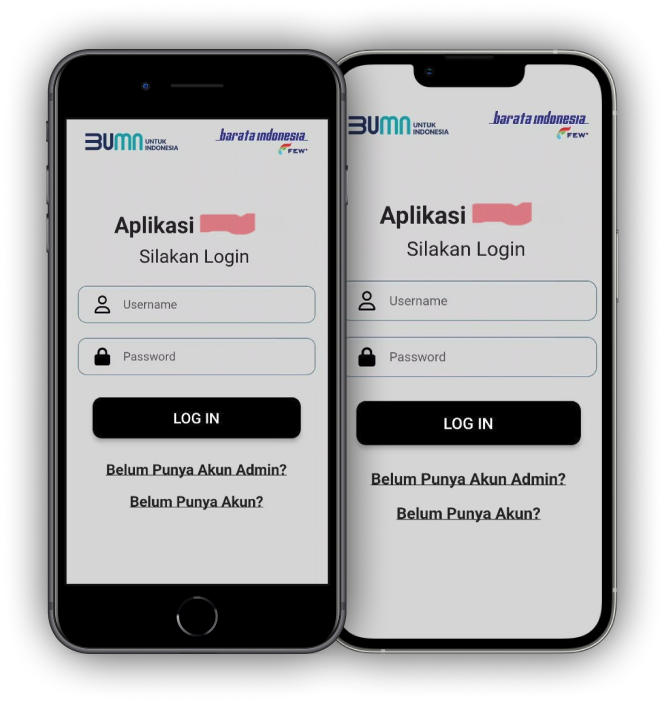 BUMN UNTUK
INDONESIA
barata indonesia
FEW
Aplikasi
Silakan Login
Username
Password
LOG IN
Belum Punya Akun Admin?
Belum Punya Akun?
BUMN UNTUK
INDONESIA
barata indonesia
FEW
Aplikasi
Silakan Login
Username
Password
LOG IN
Belum Punya Akun Admin?
Belum Punya Akun?